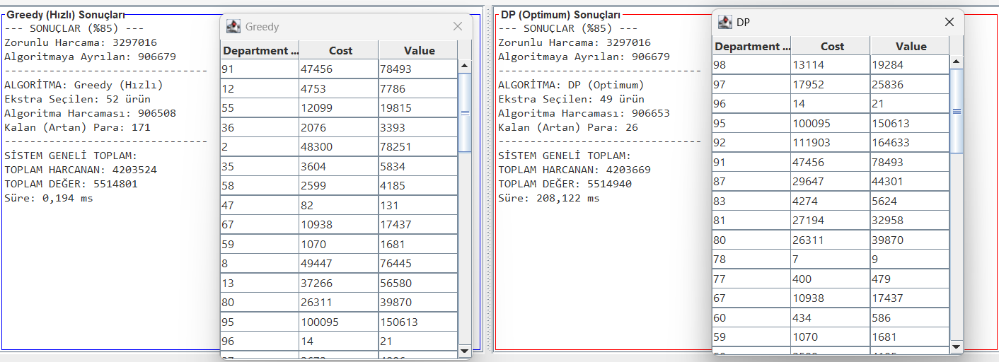 Greedy (Hızlı) Sonuçları
--- SONUÇLAR (%85) ---
Zorunlu Harcama: 3297016
Algoritmaya Ayrılan: 906679
---------------------------------
ALGORİTMA: Greedy (Hızlı)
Ekstra Seçilen: 52 ürün
Algoritma Harcaması: 906508
Kalan (Artan) Para: 171
---------------------------------
SİSTEM GENELİ TOPLAM:
TOPLAM HARCANAN: 4203524
TOPLAM DEĞER: 5514801
Süre: 0,194 ms
Greedy
Department ... Cost Value
91 47456 78493
12 4753 7786
55 12099 19815
36 2076 3393
2 48300 78251
35 3604 5834
58 2599 4185
47 82 131
67 10938 17437
59 1070 1681
8 49447 76445
13 37266 56580
80 26311 39870
95 100095 150613
96 14 21
DP (Optimum) Sonuçları
--- SONUÇLAR (%85) ---
Zorunlu Harcama: 3297016
Algoritmaya Ayrılan: 906679
---------------------------------
ALGORİTMA: DP (Optimum)
Ekstra Seçilen: 49 ürün
Algoritma Harcaması: 906653
Kalan (Artan) Para: 26
---------------------------------
SİSTEM GENELİ TOPLAM:
TOPLAM HARCANAN: 4203669
TOPLAM DEĞER: 5514940
Süre: 208,122 ms
DP
Department ... Cost Value
98 13114 19284
97 17952 25836
96 14 21
95 100095 150613
92 111903 164633
91 47456 78493
87 29647 44301
83 4274 5624
81 27194 32958
80 26311 39870
78 7 9
77 400 479
67 10938 17437
60 434 586
59 1070 1681